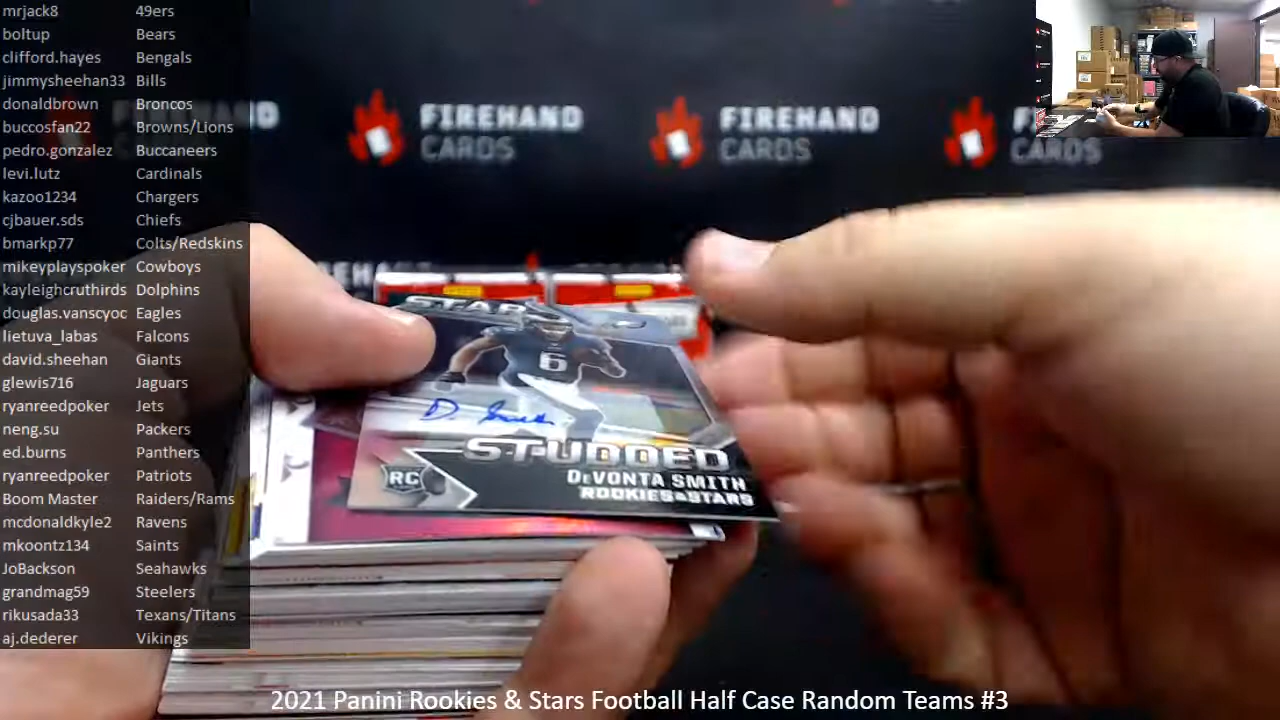 mrjack8 49ers
boltup Bears
clifford.hayes Bengals
jimmysheehan33 Bills
donaldbrown Broncos
buccosfan22 Browns/Lions
pedro.gonzalez Buccaneers
levi.lutz Cardinals
kazoo1234 Chargers
cjbauer.sds Chiefs
bmarkp77 Colts/Redskins
mikeyplayspoker Cowboys
kayleighcruthirds Dolphins
douglas.vanscyoc Eagles
lietuva_labas Falcons
david.sheehan Giants
glewis716 Jaguars
ryanreedpoker Jets
neng.su Packers
ed.burns Panthers
ryanreedpoker Patriots
Boom Master Raiders/Rams
mcdonaldkyle2 Ravens
mkoontz134 Saints
JoBackson Seahawks
grandmag59 Steelers
rikusada33 Texans/Titans
aj.dederer Vikings
FIREHAND
CARDS
FIREHAND
CARDS
CARDS
STAR
6
D. Smith
STUDDED
RC
DEVONTA SMITH
ROOKIES&STARS
2021 Panini Rookies & Stars Football Half Case Random Teams #3